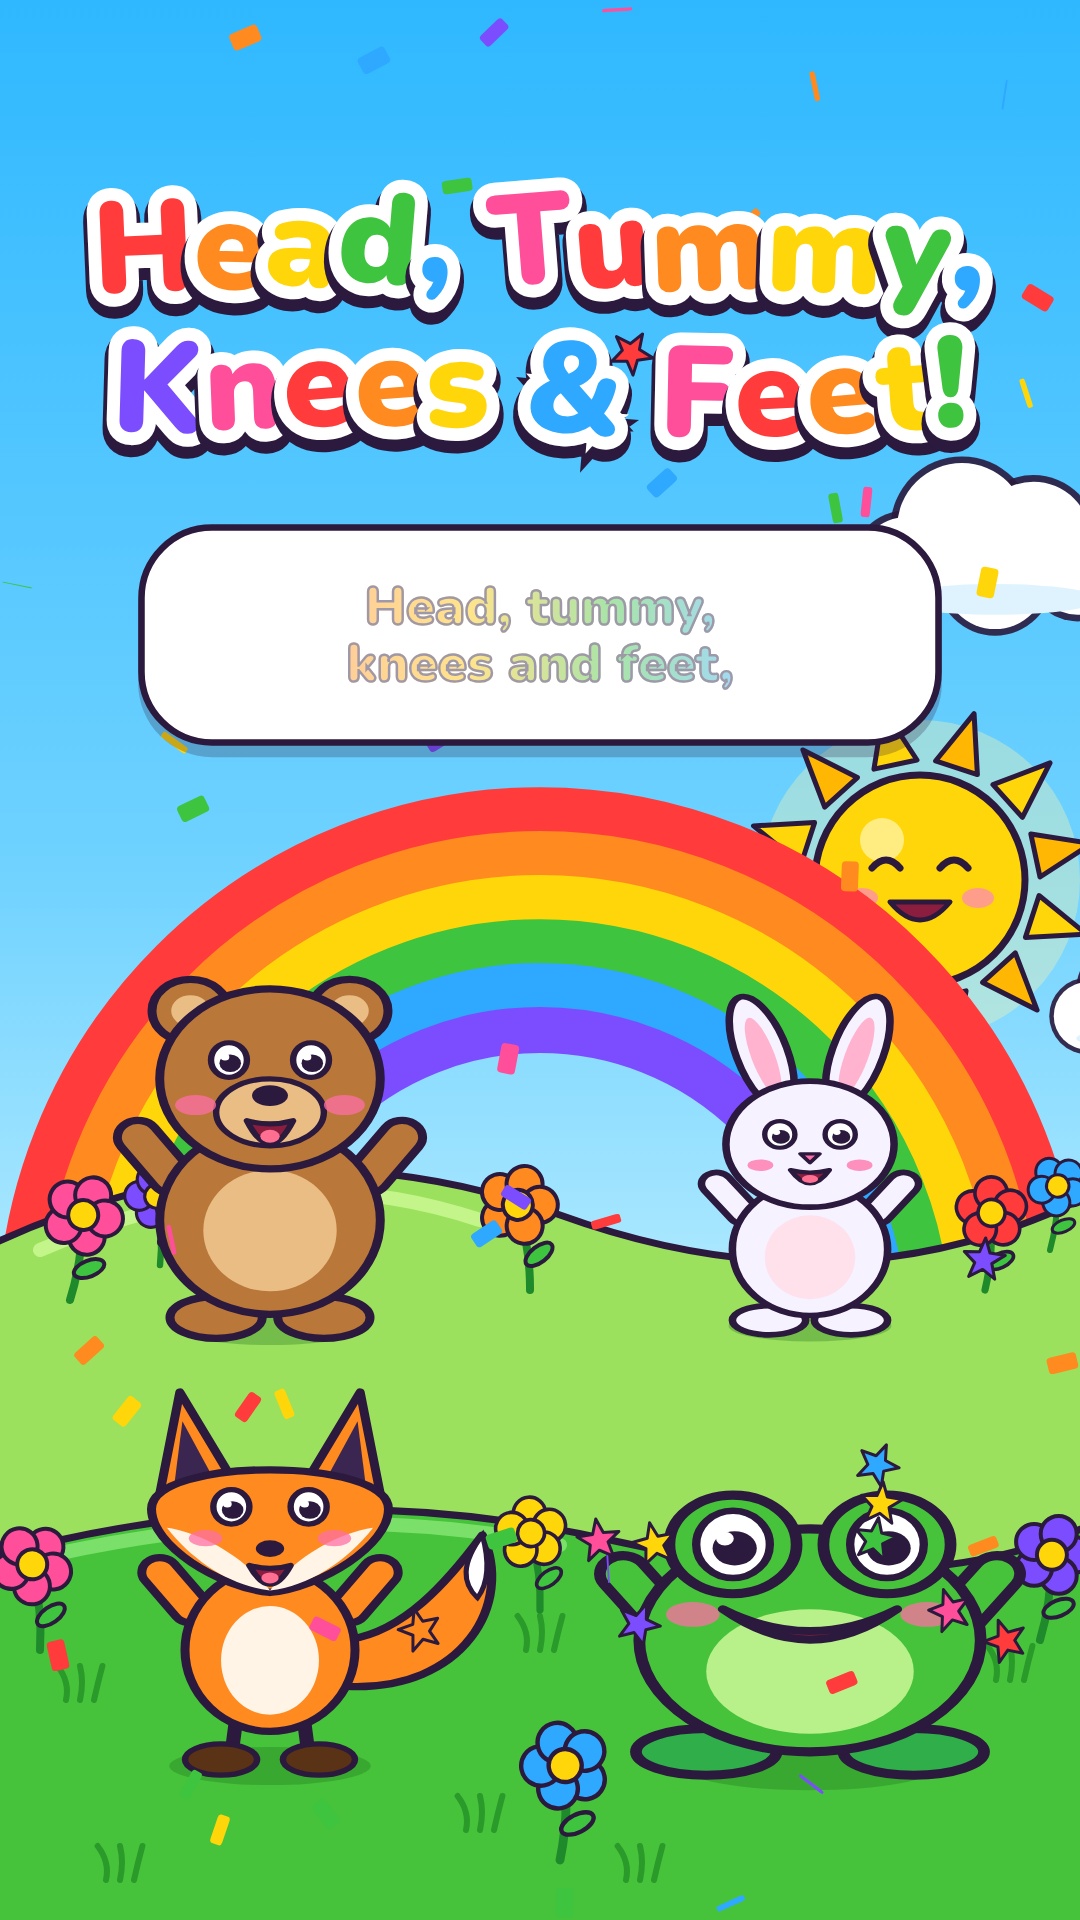 Head, Tummy,
Knees & Feet!
Head, tummy,
knees and feet,